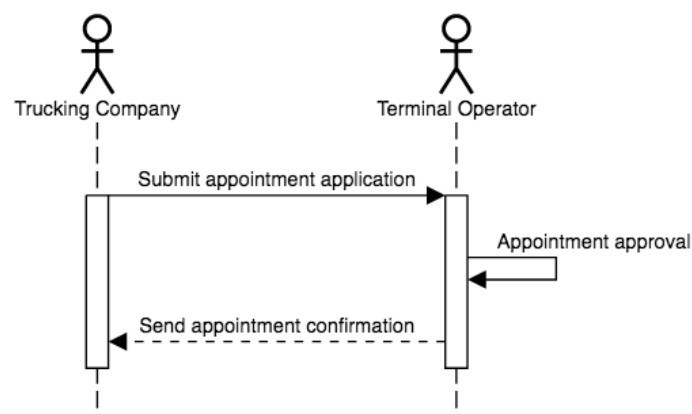 Trucking Company
Terminal Operator
Submit appointment application
Appointment approval
Send appointment confirmation